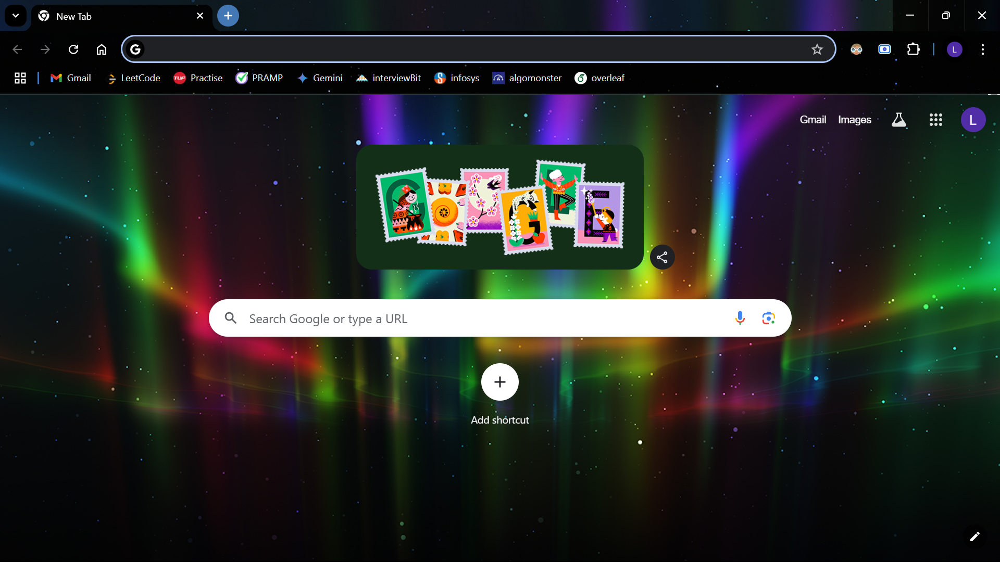 New Tab
Gmail LeetCode Practise PRAMP Gemini interviewBit infosys algomonster overleaf
L
Gmail Images L
Search Google or type a URL
Add shortcut